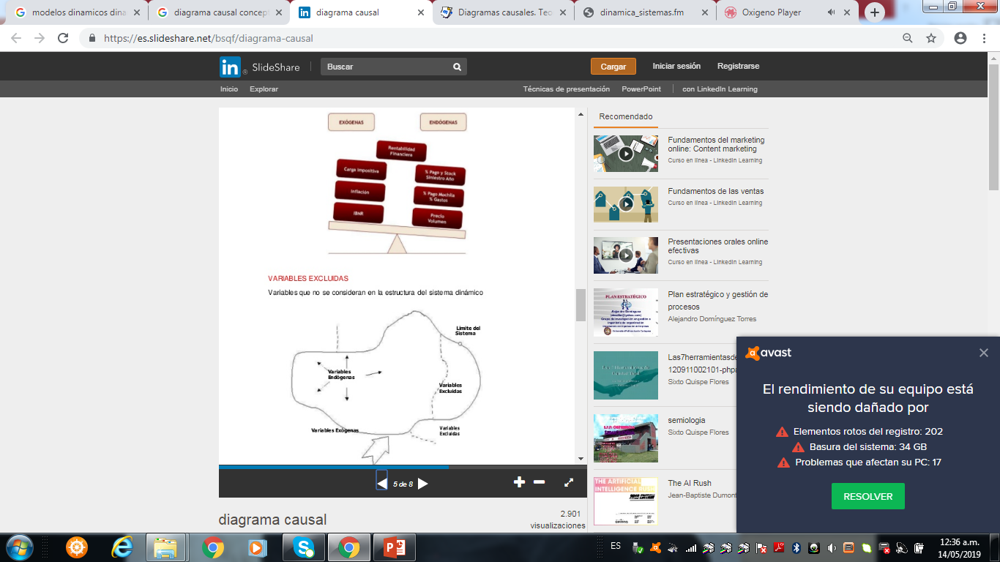 modelos dinamicos dina
diagrama causal concep
diagrama causal
Diagramas causales. Teo
dinamica_sistemas.fm
Oxigeno Player
https://es.slideshare.net/bsqf/diagrama-causal
in SlideShare
Buscar
Cargar
Iniciar sesión
Registrarse
Inicio
Explorar
Técnicas de presentación
PowerPoint
con LinkedIn Learning
EXÓGENAS
ENDÓGENAS
Rentabilidad
Financiera
Carga Impositiva
Inflación
IBNR
% Pago y Stock
Siniestro Año
% Pago Mochila
% Gastos
Precio
Volumen
VARIABLES EXCLUIDAS
Variables que no se consideran en la estructura del sistema dinámico
Límite del
Sistema
Variables
Endógenas
Variables
Excluidas
Variables Exógenas
Variables
Excluidas
5 de 8
diagrama causal
2.901
visualizaciones
Recomendado
Fundamentos del marketing
online: Content marketing
Curso en línea - LinkedIn Learning
Fundamentos de las ventas
Curso en línea - LinkedIn Learning
Presentaciones orales online
efectivas
Curso en línea - LinkedIn Learning
PLAN ESTRATÉGICO
Plan estratégico y gestión de
procesos
Alejandro Domínguez Torres
Las7herramientasde
120911002101-phpa
Sixto Quispe Flores
semiologia
Sixto Quispe Flores
THE ARTIFICIAL
INTELLIGENCE RUSH
2018 EDITION
The AI Rush
Jean-Baptiste Dumont
avast
El rendimiento de su equipo está
siendo dañado por
Elementos rotos del registro: 202
Basura del sistema: 34 GB
Problemas que afectan su PC: 17
RESOLVER
ES
12:36 a.m.
14/05/2019